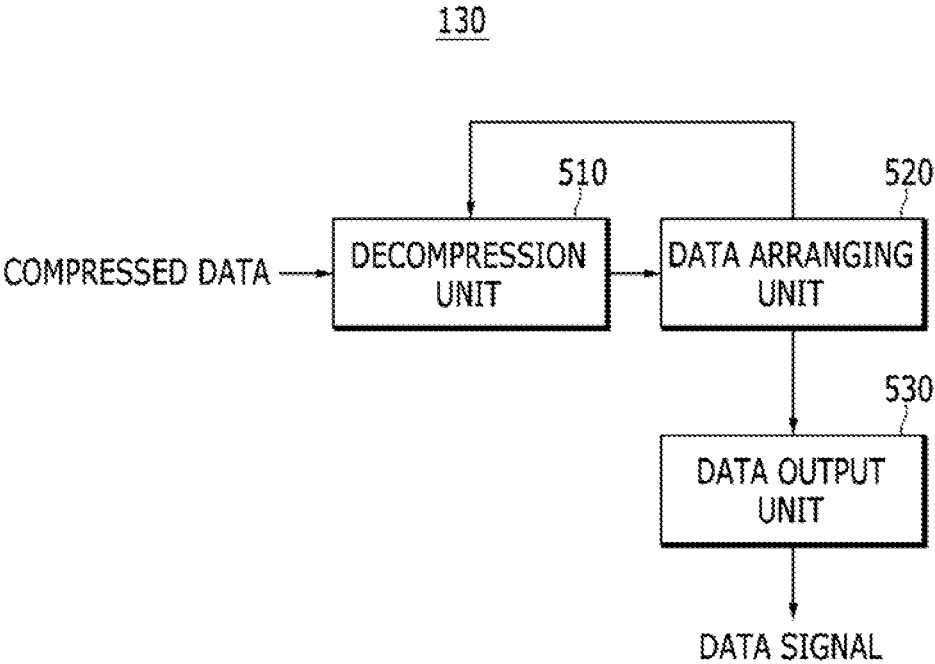 130
510
520
COMPRESSED DATA
DECOMPRESSION
UNIT
DATA ARRANGING
UNIT
530
DATA OUTPUT
UNIT
DATA SIGNAL